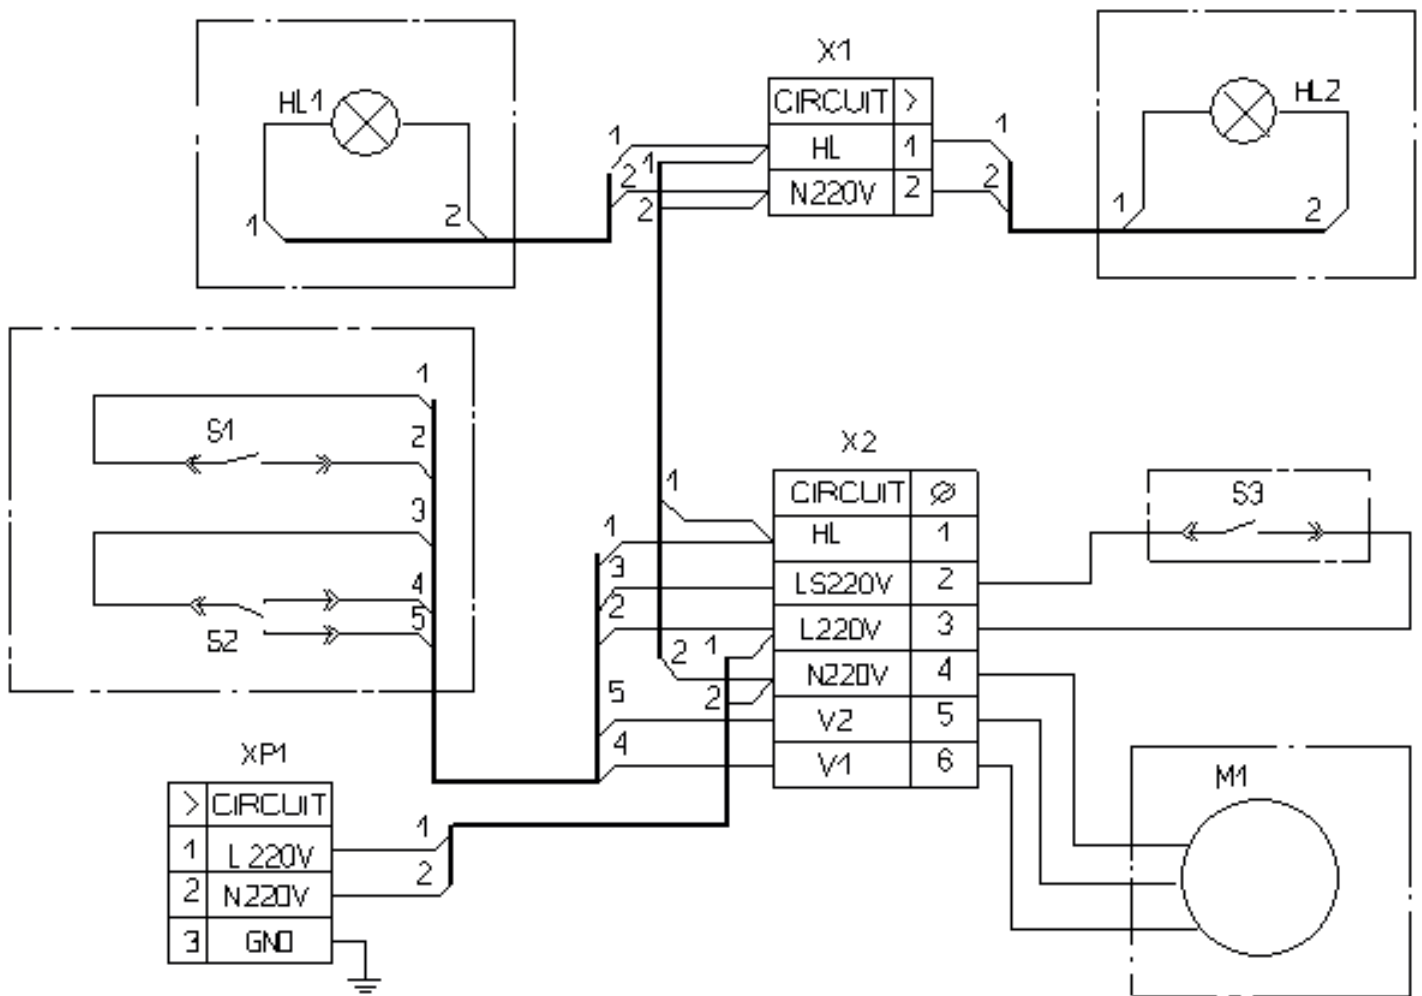 X1
HL1
HL2
CIRCUIT >
HL 1
N220V 2
1
2
1
2
1
2
1
2
1
2
1
2
3
4
5
S1
S2
X2
CIRCUIT Ø
HL 1
LS220V 2
L220V 3
N220V 4
V2 5
V1 6
1
1
3
2
2
1
2
5
4
S3
M1
XP1
> CIRCUIT
1 L 220V
2 N220V
3 GND
1
2